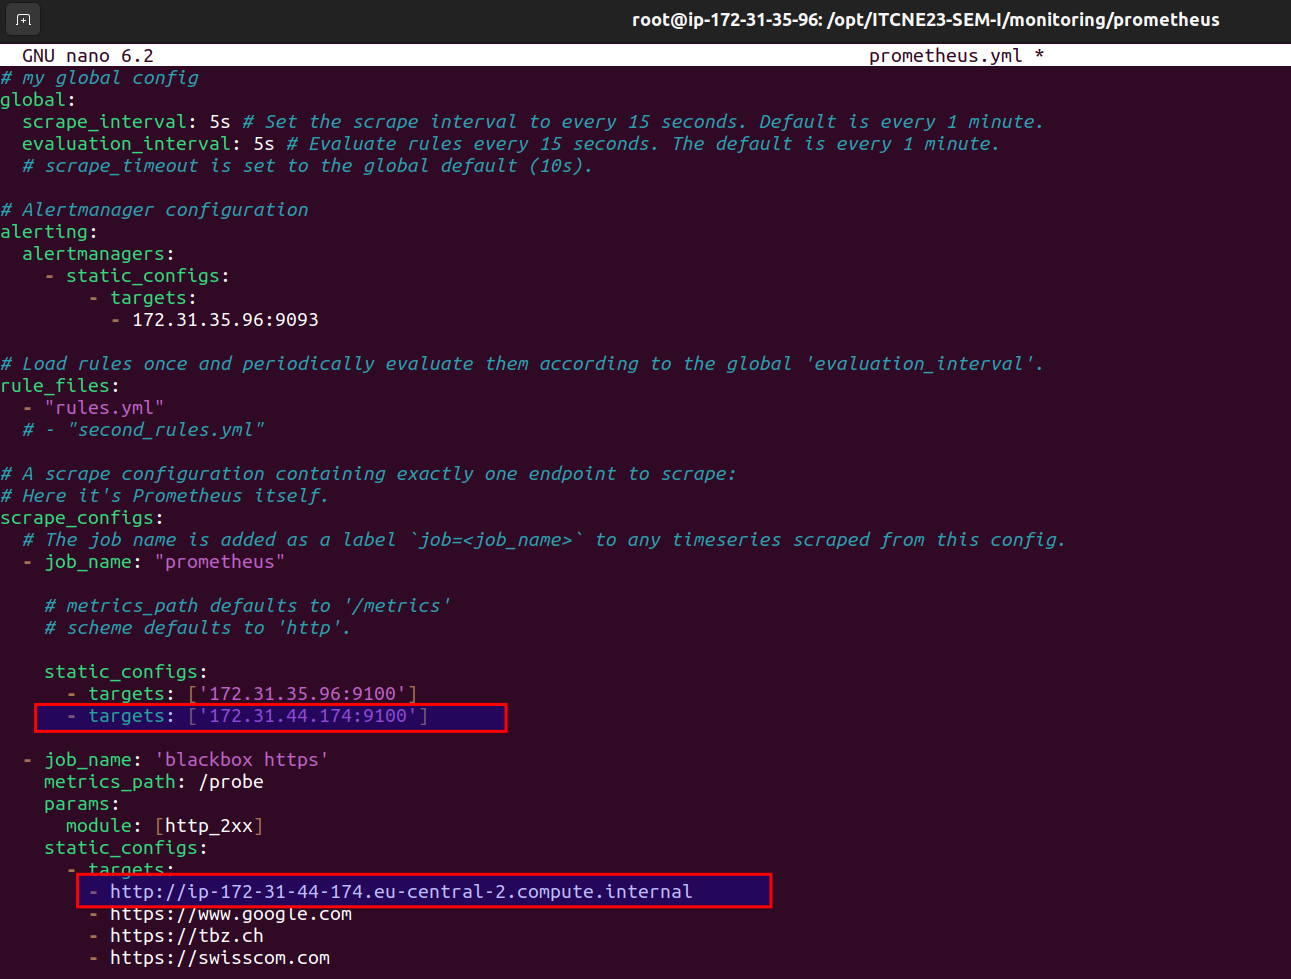 root@ip-172-31-35-96: /opt/ITCNE23-SEM-I/monitoring/prometheus
GNU nano 6.2 prometheus.yml *
# my global config
global:
  scrape_interval: 5s # Set the scrape interval to every 15 seconds. Default is every 1 minute.
  evaluation_interval: 5s # Evaluate rules every 15 seconds. The default is every 1 minute.
  # scrape_timeout is set to the global default (10s).
# Alertmanager configuration
alerting:
  alertmanagers:
    - static_configs:
        - targets:
          - 172.31.35.96:9093
# Load rules once and periodically evaluate them according to the global 'evaluation_interval'.
rule_files:
  - "rules.yml"
  # - "second_rules.yml"
# A scrape configuration containing exactly one endpoint to scrape:
# Here it's Prometheus itself.
scrape_configs:
  # The job name is added as a label `job=<job_name>` to any timeseries scraped from this config.
  - job_name: "prometheus"
    # metrics_path defaults to '/metrics'
    # scheme defaults to 'http'.
    static_configs:
      - targets: ['172.31.35.96:9100']
      - targets: ['172.31.44.174:9100']
  - job_name: 'blackbox https'
    metrics_path: /probe
    params:
      module: [http_2xx]
    static_configs:
      - targets:
        - http://ip-172-31-44-174.eu-central-2.compute.internal
        - https://www.google.com
        - https://tbz.ch
        - https://swisscom.com